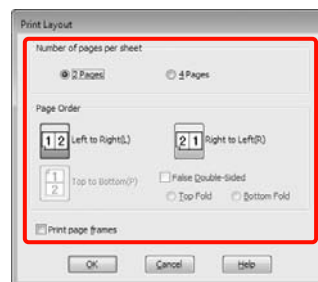 Print Layout
Number of pages per sheet
2 Pages 4 Pages
Page Order
1 2 Left to Right(L) 2 1 Right to Left(R)
1 2 Top to Bottom(P) False Double-Sided
Top Fold Bottom Fold
Print page frames
OK Cancel Help